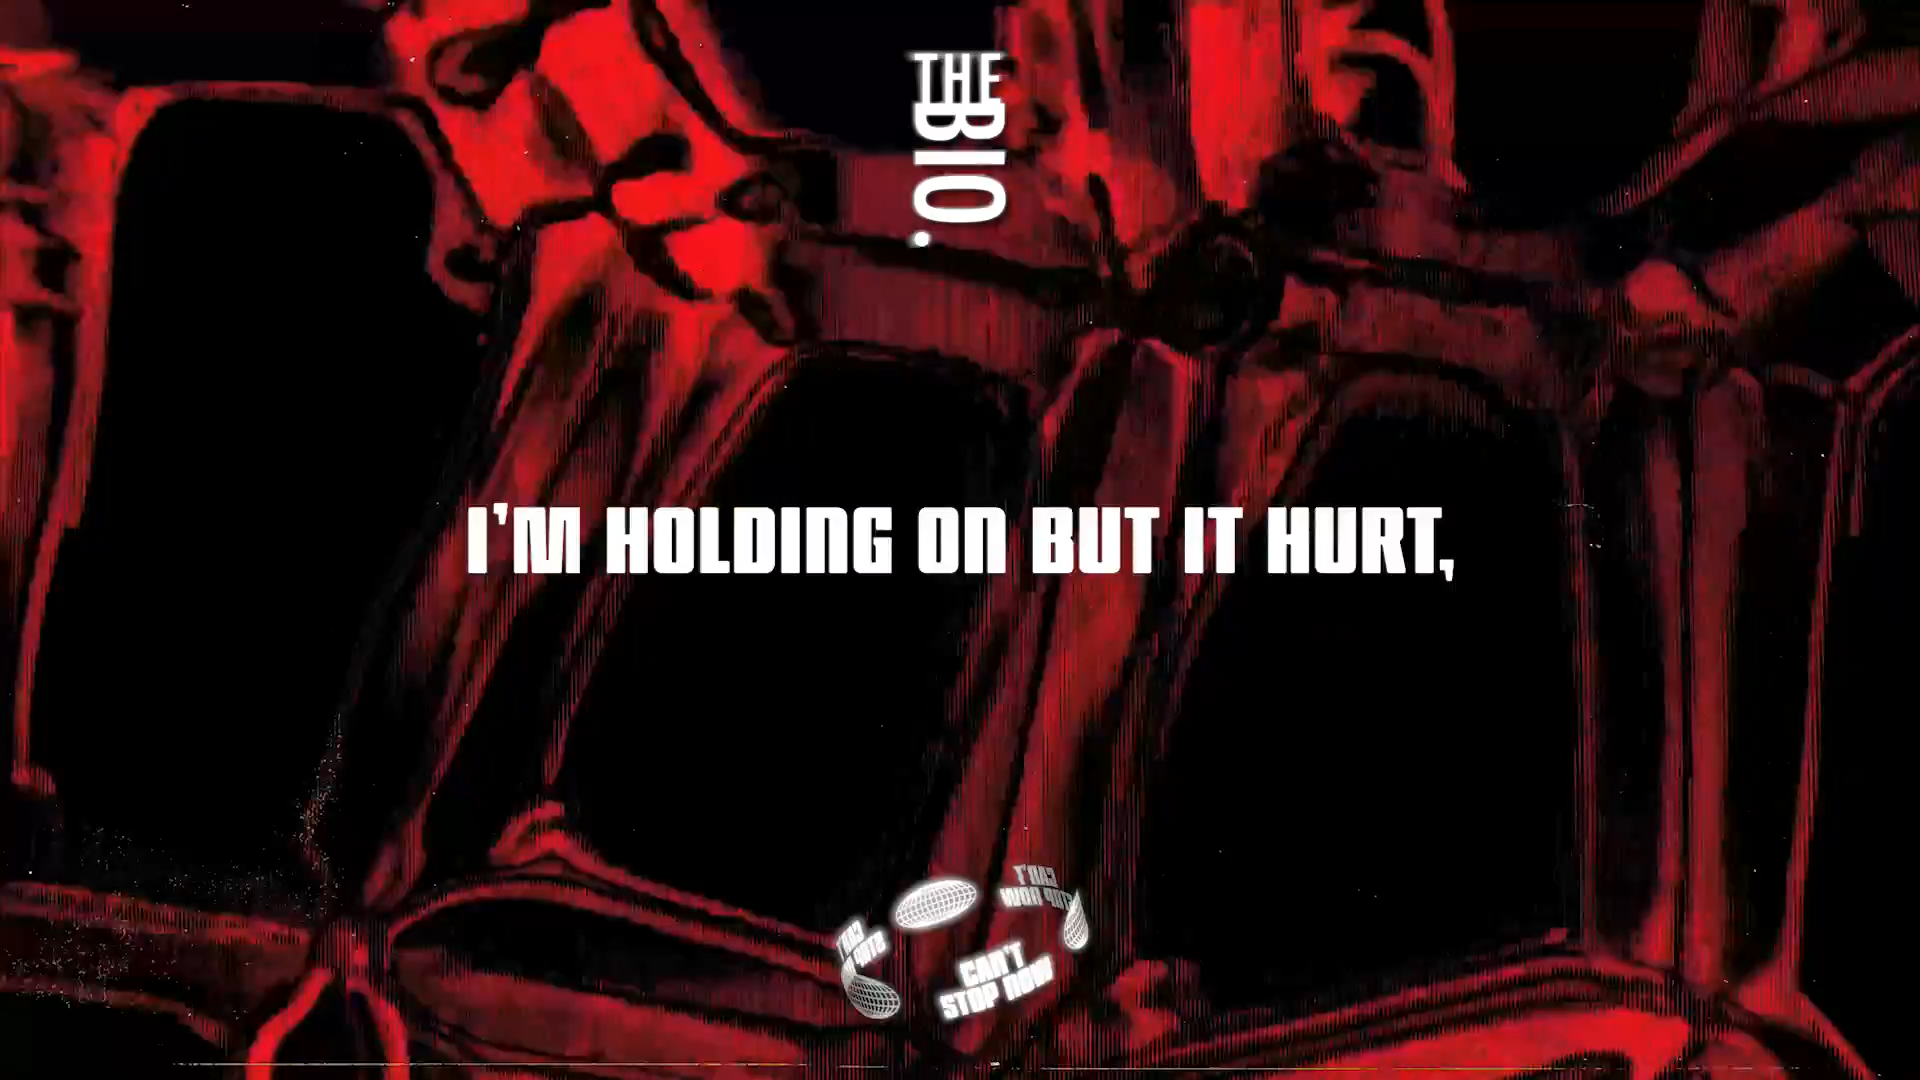 THE
BIO.
I'M HOLDING ON BUT IT HURT,
CAN'T
STOP NOW
CAN'T
STOP NOW